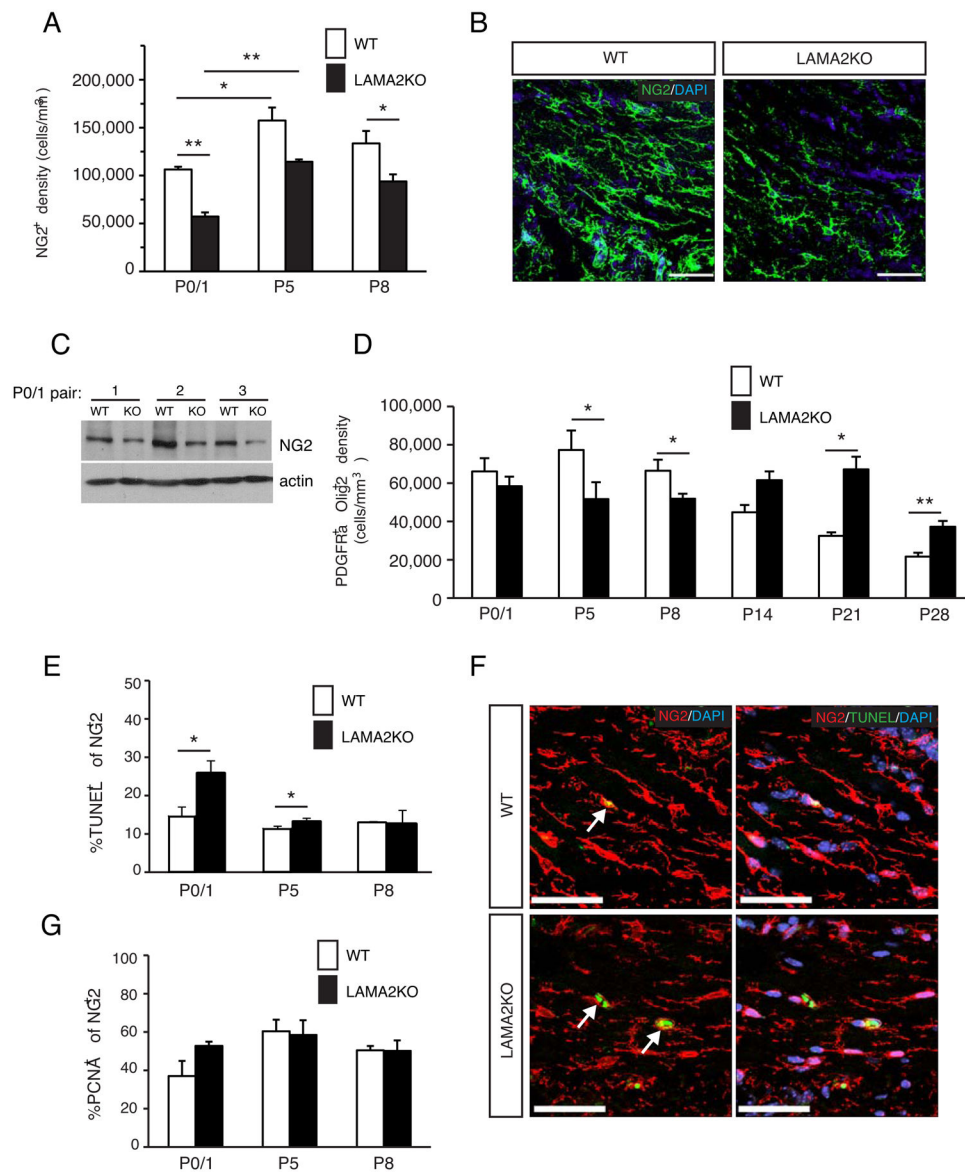 A
WT
LAMA2KO
NG2+ density (cells/mm3)
200,000
150,000
100,000
50,000
0
**
*
**
*
P0/1 P5 P8
B
WT LAMA2KO
NG2/DAPI
C
P0/1 pair: 1 2 3
WT KO WT KO WT KO
NG2
actin
D
WT
LAMA2KO
PDGFRa+ Olig2+ density
(cells/mm3)
100,000
80,000
60,000
40,000
20,000
0
*
*
*
**
P0/1 P5 P8 P14 P21 P28
E
WT
LAMA2KO
%TUNEL+ of NG2+
50
40
30
20
10
0
*
*
P0/1 P5 P8
F
WT
NG2/DAPI NG2/TUNEL/DAPI
LAMA2KO
G
WT
LAMA2KO
%PCNA+ of NG2+
100
80
60
40
20
0
P0/1 P5 P8